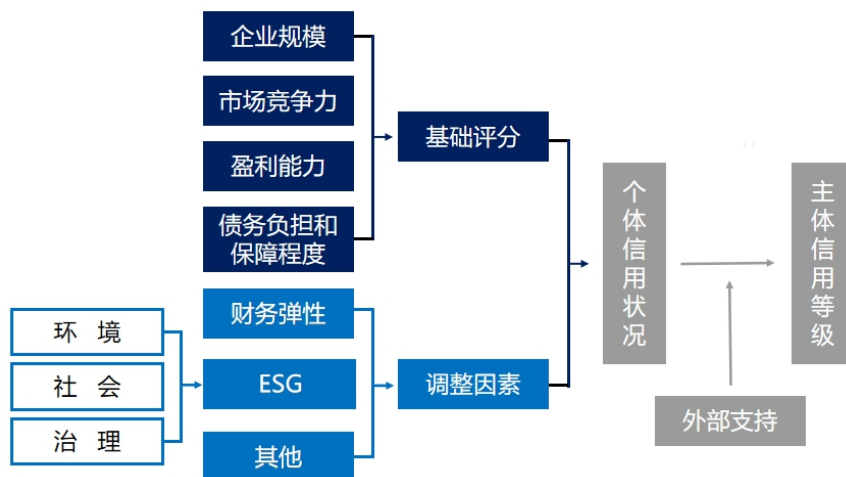 企业规模
市场竞争力
盈利能力
债务负担和
保障程度
基础评分
财务弹性
环 境
社 会
治 理
ESG
其他
调整因素
个体信用状况
主体信用等级
外部支持